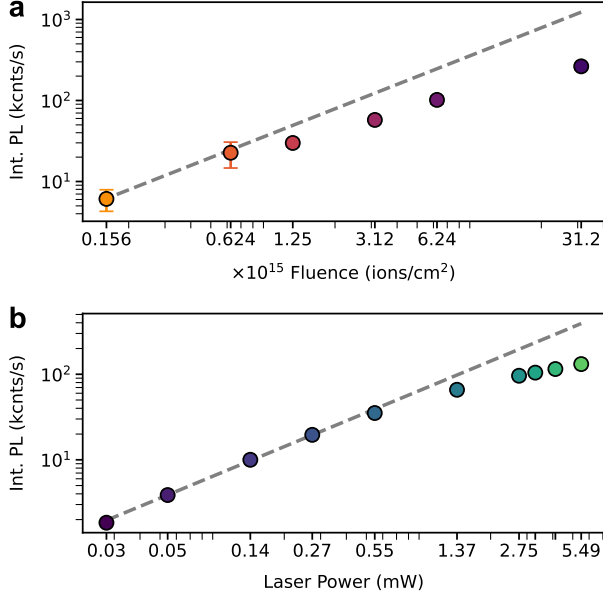 a
10³
10²
10¹
Int. PL (kcnts/s)
0.156 0.624 1.25 3.12 6.24 31.2
×10¹⁵ Fluence (ions/cm²)
b
10²
10¹
Int. PL (kcnts/s)
0.03 0.05 0.14 0.27 0.55 1.37 2.75 5.49
Laser Power (mW)